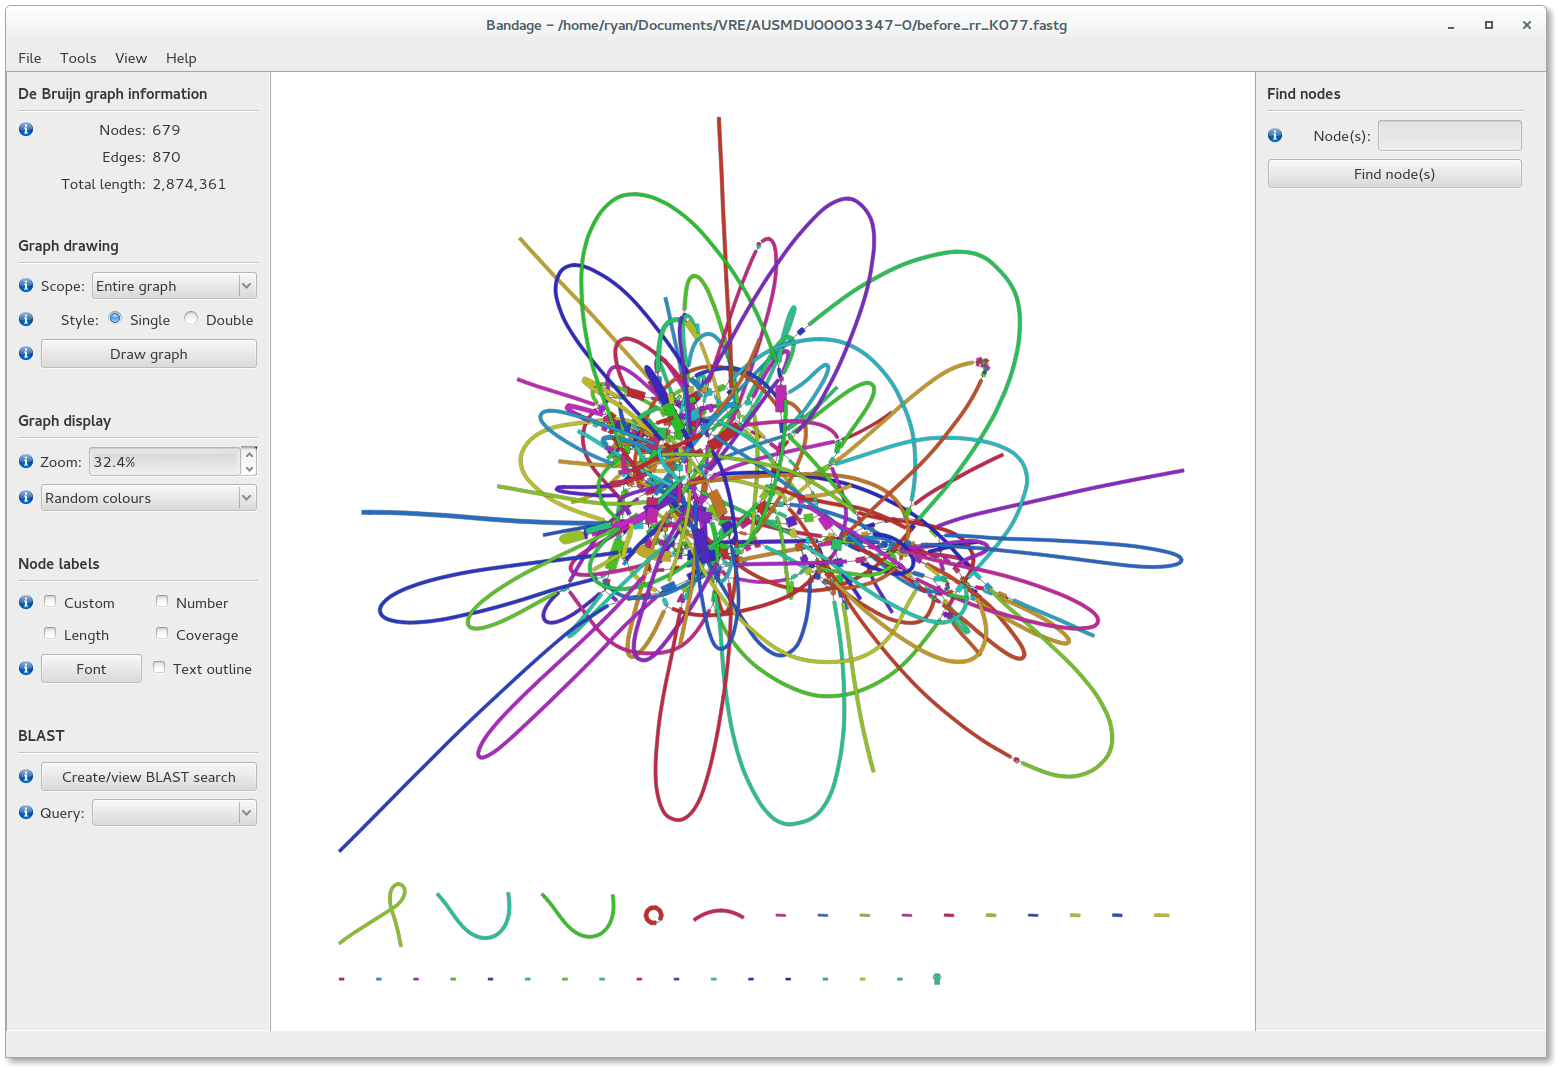 Bandage - /home/ryan/Documents/VRE/AUSMDU00003347-0/before_rr_K077.fastg
File Tools View Help
De Bruijn graph information
Nodes: 679
Edges: 870
Total length: 2,874,361
Graph drawing
Scope: Entire graph
Style: Single Double
Draw graph
Graph display
Zoom: 32.4%
Random colours
Node labels
Custom Number
Length Coverage
Font Text outline
BLAST
Create/view BLAST search
Query:
Find nodes
Node(s):
Find node(s)